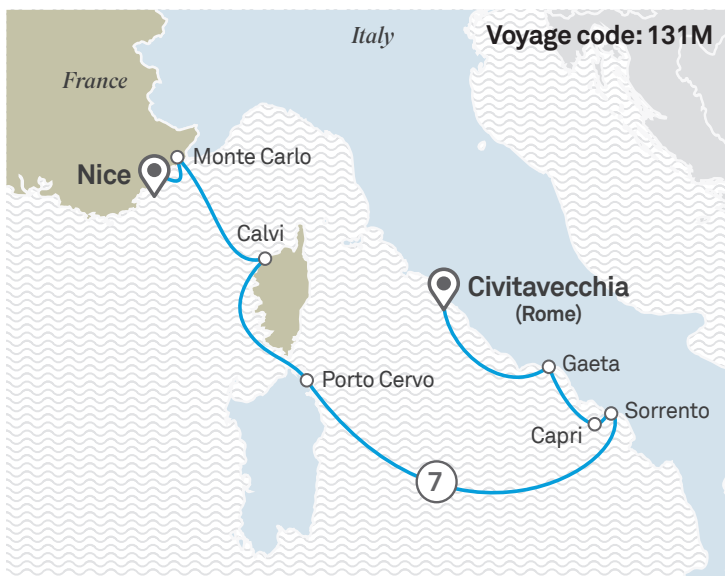 Italy
Voyage code: 131M
France
Monte Carlo
Nice
Calvi
Civitavecchia
(Rome)
Gaeta
Porto Cervo
Sorrento
Capri
7